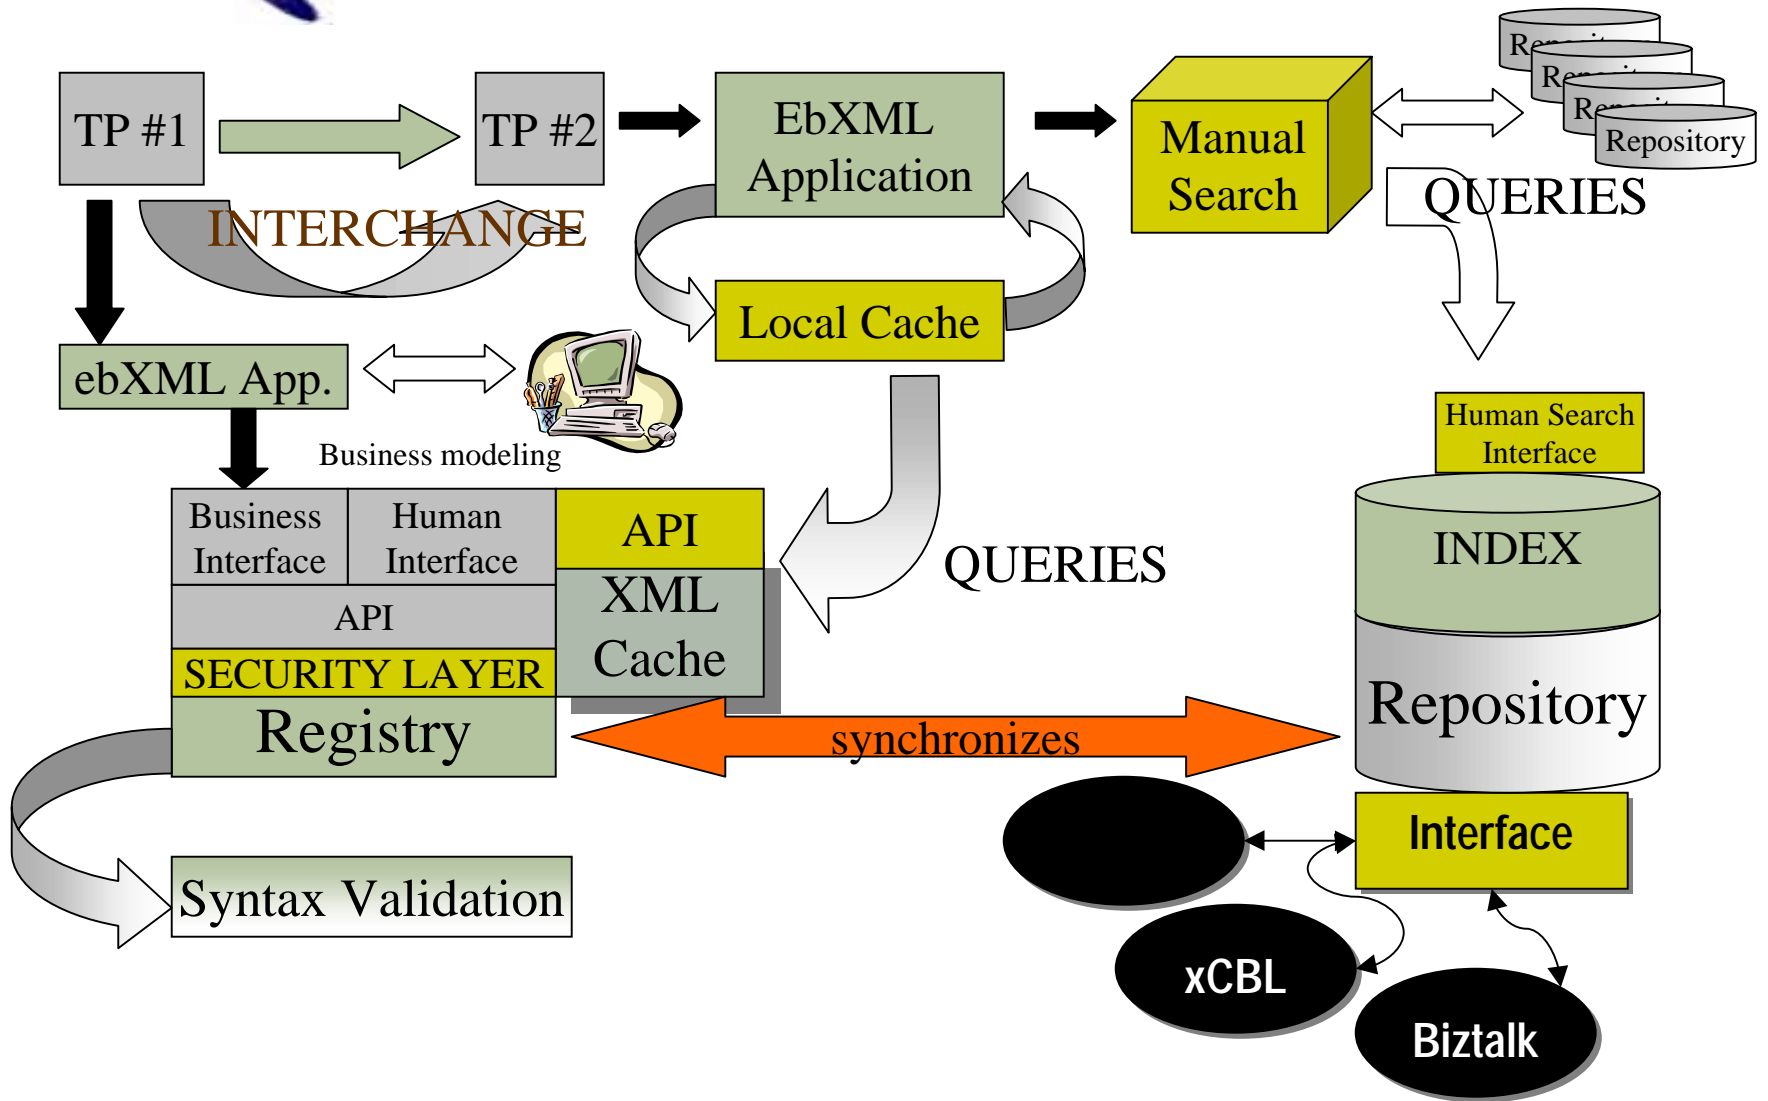 TP #1
TP #2
EbXML
Application
Manual
Search
Repository
QUERIES
INTERCHANGE
Local Cache
ebXML App.
Business modeling
Human Search
Interface
Business
Interface
Human
Interface
API
API
XML
Cache
QUERIES
INDEX
SECURITY LAYER
Registry
synchronizes
Repository
Interface
Syntax Validation
xCBL
Biztalk